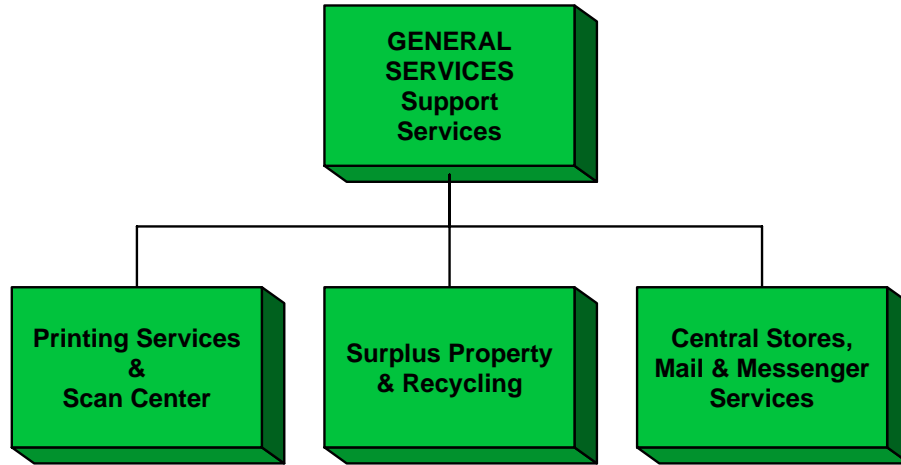 GENERAL
SERVICES
Support
Services
Printing Services
&
Scan Center
Surplus Property
& Recycling
Central Stores,
Mail & Messenger
Services